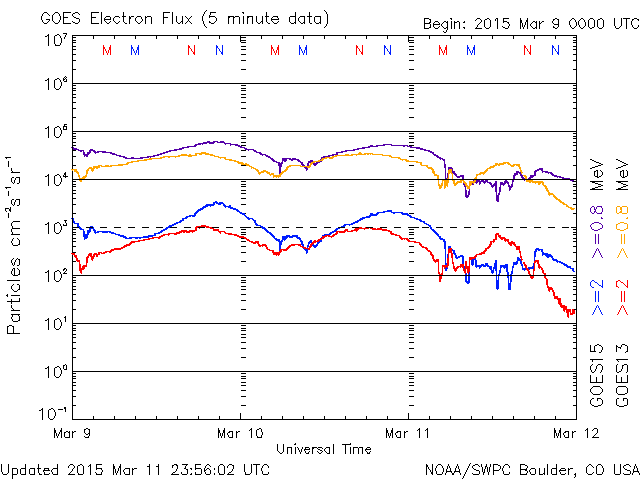 GOES Electron Flux (5 minute data)
Begin: 2015 Mar 9 0000 UTC
10⁷
10⁶
10⁵
10⁴
10³
10²
10¹
10⁰
10⁻¹
M M N N M M N N M M N N
Particles cm⁻²s⁻¹sr⁻¹
Mar 9 Mar 10 Mar 11 Mar 12
Universal Time
GOES15 >=2 >=0.8 MeV
GOES13 >=2 >=0.8 MeV
Updated 2015 Mar 11 23:56:02 UTC
NOAA/SWPC Boulder, CO USA